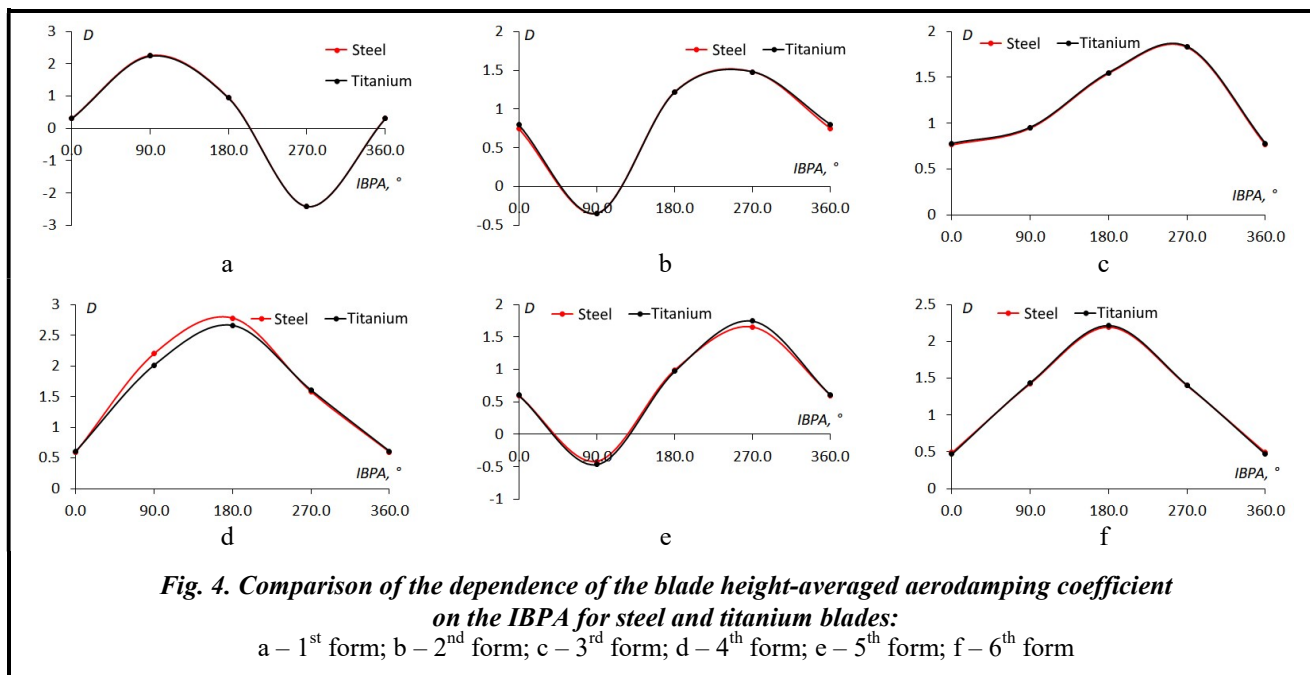 3
D
2
1
0
-1
-2
-3
0.0 90.0 180.0 270.0 360.0
IBPA, °
Steel
Titanium
a
2
D
1.5
1
0.5
0
-0.5
0.0 90.0 180.0 270.0 360.0
IBPA, °
Steel Titanium
b
2
D
1.5
1
0.5
0
0.0 90.0 180.0 270.0 360.0
IBPA, °
Steel Titanium
c
3
D
2.5
2
1.5
1
0.5
0
0.0 90.0 180.0 270.0 360.0
IBPA, °
Steel Titanium
d
2
D
1.5
1
0.5
0
-0.5
-1
0.0 90.0 180.0 270.0 360.0
IBPA, °
Steel Titanium
e
2.5
D
2
1.5
1
0.5
0
0.0 90.0 180.0 270.0 360.0
IBPA, °
Steel Titanium
f
Fig. 4. Comparison of the dependence of the blade height-averaged aerodamping coefficient
on the IBPA for steel and titanium blades:
a – 1st form; b – 2nd form; c – 3rd form; d – 4th form; e – 5th form; f – 6th form